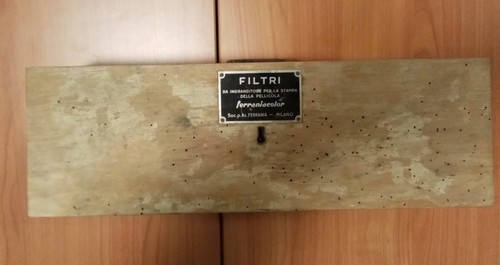 FILTRI
DA INGRANDITORE PER LA STAMPA
DELLA PELLICOLA
ferraniacolor
Soc. p. Az. FERRANIA - MILANO